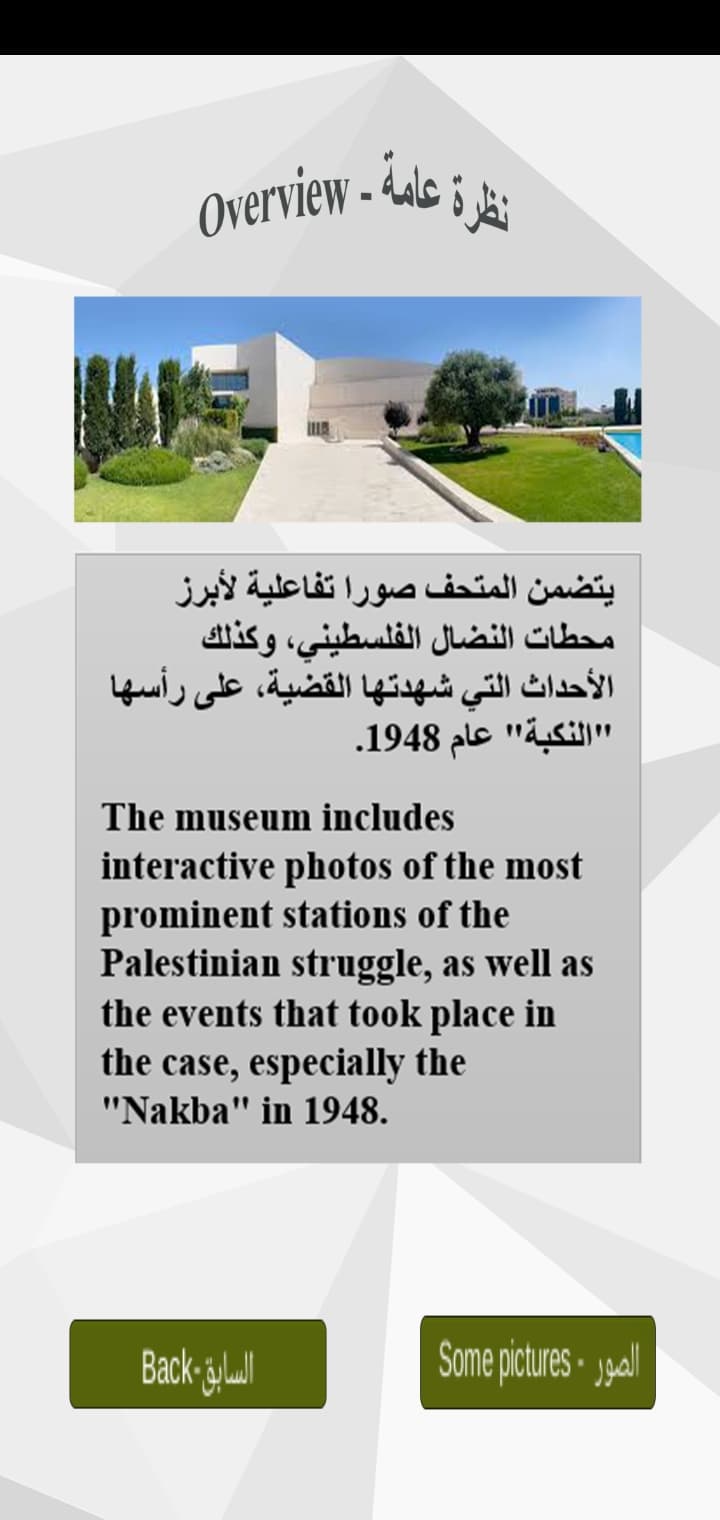 Overview - نظرة عامة
يتضمن المتحف صورا تفاعلية لأبرز
محطات النضال الفلسطيني، وكذلك
الأحداث التي شهدتها القضية، على رأسها
"النكبة" عام 1948.
The museum includes
interactive photos of the most
prominent stations of the
Palestinian struggle, as well as
the events that took place in
the case, especially the
"Nakba" in 1948.
Back-السابق
Some pictures - الصور